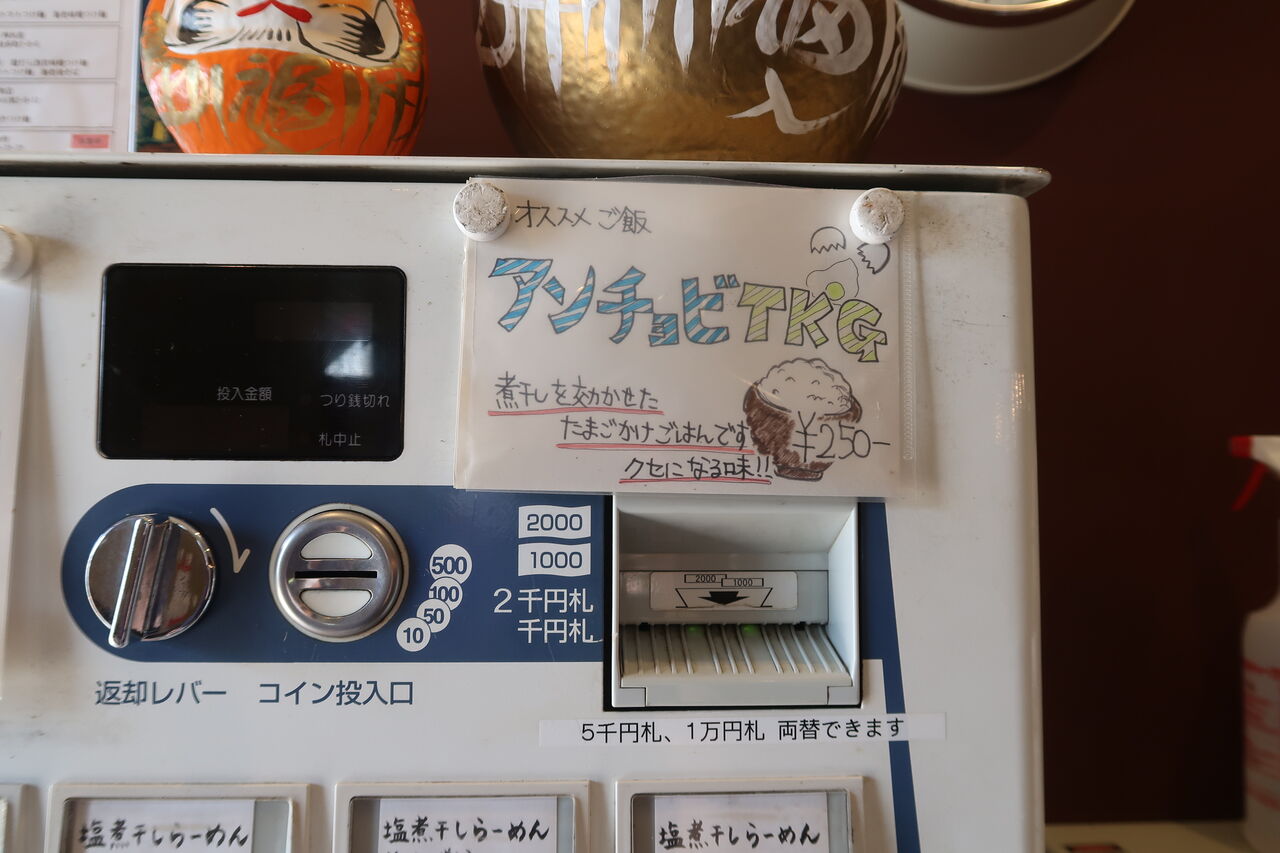 オススメ ご飯
アンチョビTKG
煮干しを効かせた
たまごかけごはんです
クセになる味!!
¥250-
投入金額
つり銭切れ
札中止
2000
1000
500
100
50
10
2千円札
千円札
2000 1000
返却レバー
コイン投入口
5千円札、1万円札 両替できます
塩煮干しらーめん
塩煮干しらーめん
塩煮干しらーめん